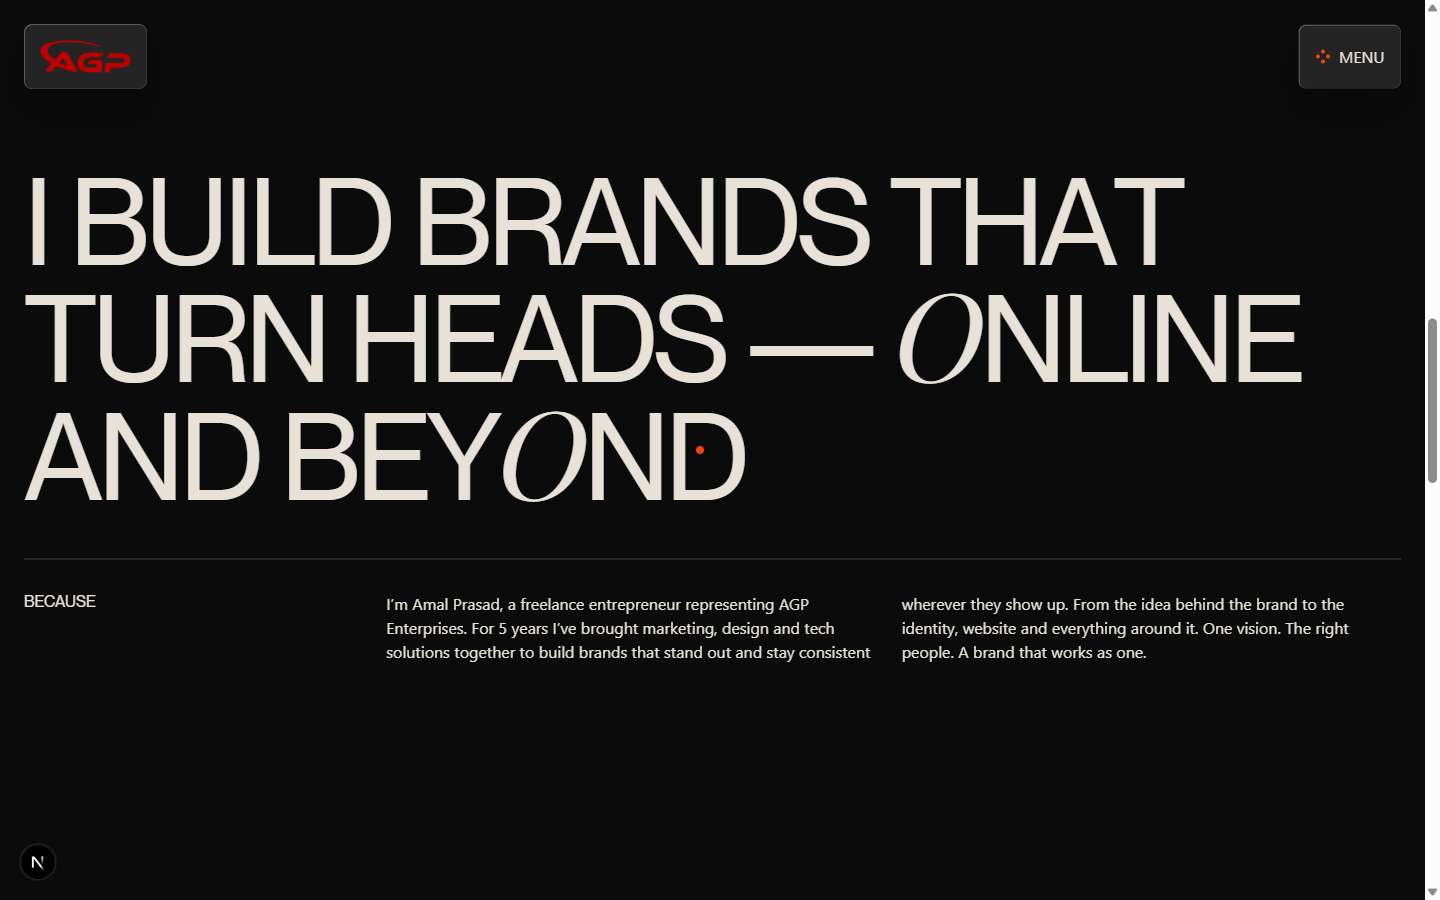 AGP
MENU
I BUILD BRANDS THAT
TURN HEADS — ONLINE
AND BEYOND
BECAUSE
I’m Amal Prasad, a freelance entrepreneur representing AGP
Enterprises. For 5 years I’ve brought marketing, design and tech
solutions together to build brands that stand out and stay consistent
wherever they show up. From the idea behind the brand to the
identity, website and everything around it. One vision. The right
people. A brand that works as one.
N